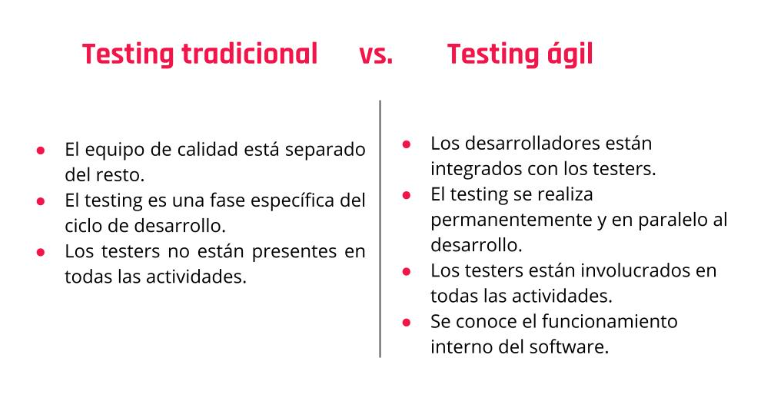 Testing tradicional vs. Testing ágil
El equipo de calidad está separado
del resto.
El testing es una fase específica del
ciclo de desarrollo.
Los testers no están presentes en
todas las actividades.
Los desarrolladores están
integrados con los testers.
El testing se realiza
permanentemente y en paralelo al
desarrollo.
Los testers están involucrados en
todas las actividades.
Se conoce el funcionamiento
interno del software.